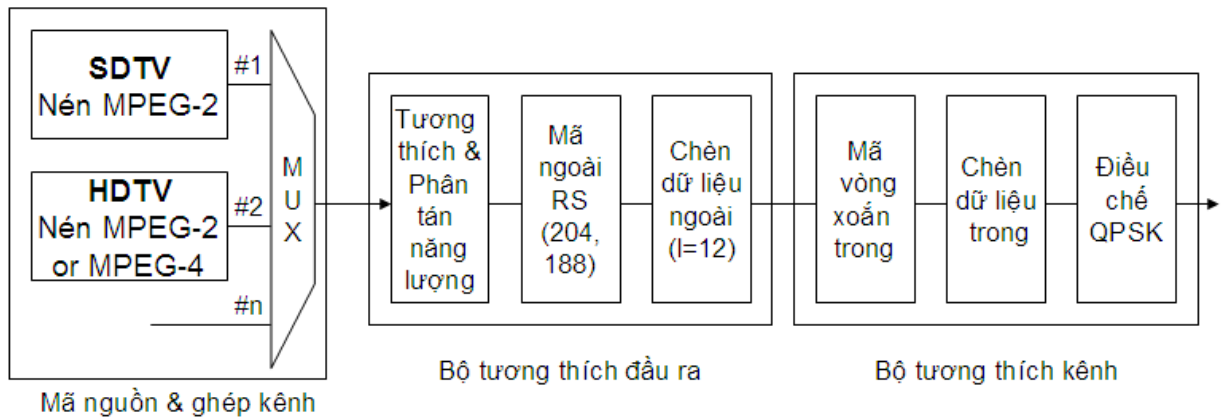 SDTV
Nén MPEG-2
#1
HDTV
Nén MPEG-2
or MPEG-4
#2
#n
M
U
X
Mã nguồn & ghép kênh
Tương
thích &
Phân
tán
năng
lượng
Mã
ngoài
RS
(204,
188)
Chèn
dữ liệu
ngoài
(I=12)
Bộ tương thích đầu ra
Mã
vòng
xoắn
trong
Chèn
dữ liệu
trong
Điều
chế
QPSK
Bộ tương thích kênh